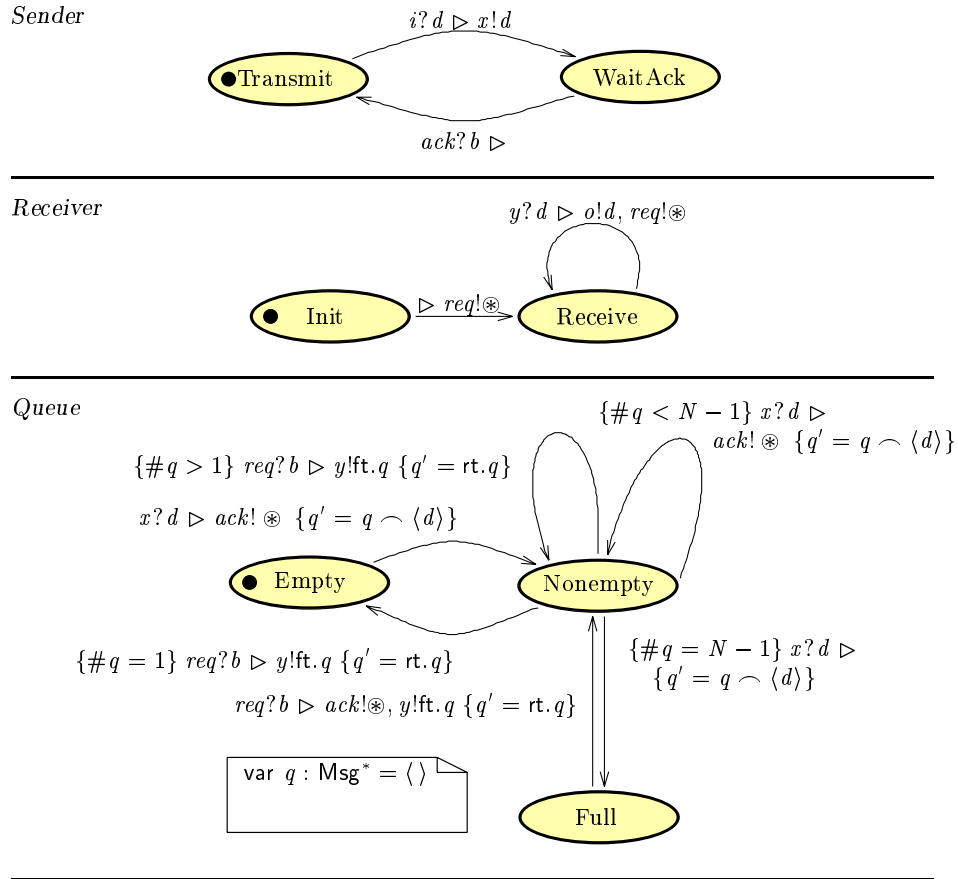 Sender
i?d ▷ x!d
Transmit
WaitAck
ack?b ▷
Receiver
y?d ▷ o!d, req!⊛
▷ req!⊛
Init
Receive
Queue
{#q < N − 1} x?d ▷
ack! ⊛ {q′ = q ⌢ ⟨d⟩}
{#q > 1} req?b ▷ y!ft.q {q′ = rt.q}
x?d ▷ ack! ⊛ {q′ = q ⌢ ⟨d⟩}
Empty
Nonempty
{#q = 1} req?b ▷ y!ft.q {q′ = rt.q}
{#q = N − 1} x?d ▷
{q′ = q ⌢ ⟨d⟩}
req?b ▷ ack!⊛, y!ft.q {q′ = rt.q}
var q : Msg* = ⟨ ⟩
Full